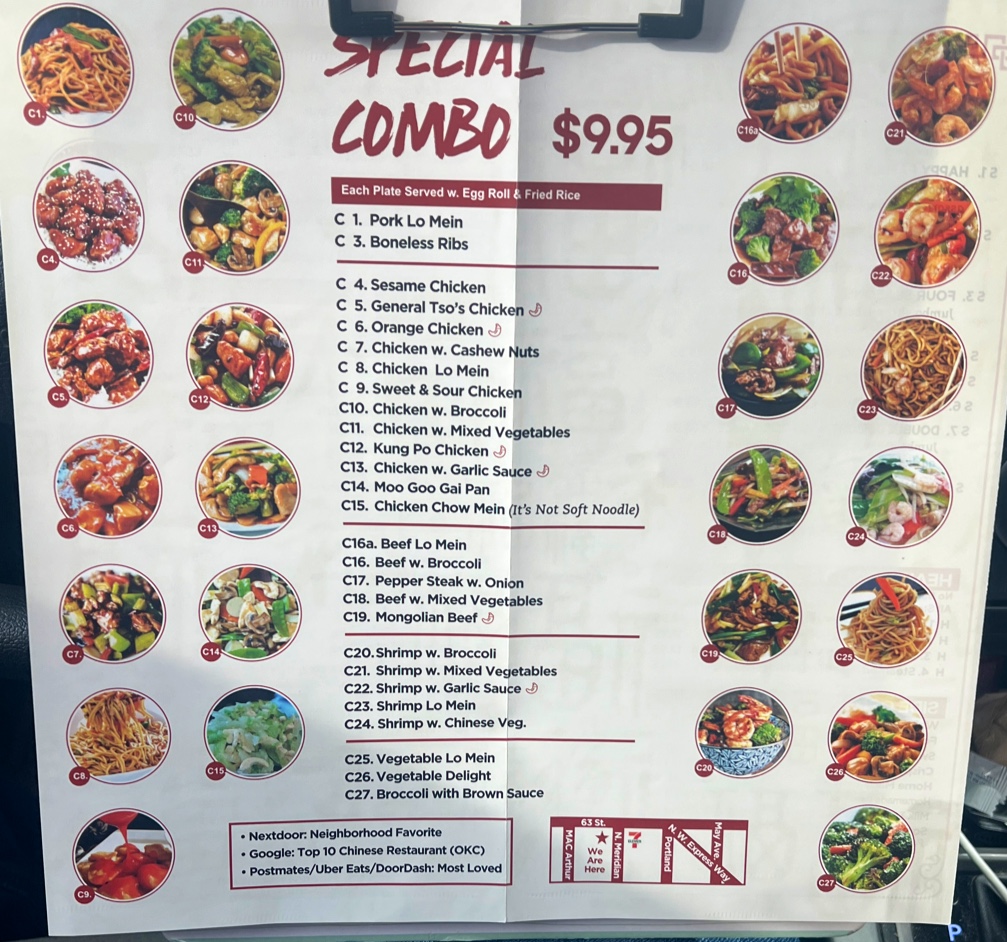 SPECIAL
COMBO $9.95
Each Plate Served w. Egg Roll & Fried Rice
C 1. Pork Lo Mein
C 3. Boneless Ribs
C 4. Sesame Chicken
C 5. General Tso's Chicken
C 6. Orange Chicken
C 7. Chicken w. Cashew Nuts
C 8. Chicken Lo Mein
C 9. Sweet & Sour Chicken
C10. Chicken w. Broccoli
C11. Chicken w. Mixed Vegetables
C12. Kung Po Chicken
C13. Chicken w. Garlic Sauce
C14. Moo Goo Gai Pan
C15. Chicken Chow Mein (It's Not Soft Noodle)
C16a. Beef Lo Mein
C16. Beef w. Broccoli
C17. Pepper Steak w. Onion
C18. Beef w. Mixed Vegetables
C19. Mongolian Beef
C20. Shrimp w. Broccoli
C21. Shrimp w. Mixed Vegetables
C22. Shrimp w. Garlic Sauce
C23. Shrimp Lo Mein
C24. Shrimp w. Chinese Veg.
C25. Vegetable Lo Mein
C26. Vegetable Delight
C27. Broccoli with Brown Sauce
• Nextdoor: Neighborhood Favorite
• Google: Top 10 Chinese Restaurant (OKC)
• Postmates/Uber Eats/DoorDash: Most Loved
63 St.
MAC Arthur
We
Are
Here
N. Meridian
Portland
N. W. Express Way
May Ave.
C1.
C10.
C4.
C11.
C5.
C12
C6.
C13.
C7.
C14.
C8.
C15.
C9.
C16a
C21.
C16
C22.
C17
C23.
C18.
C24.
C19.
C25.
C20.
C26.
C27
P